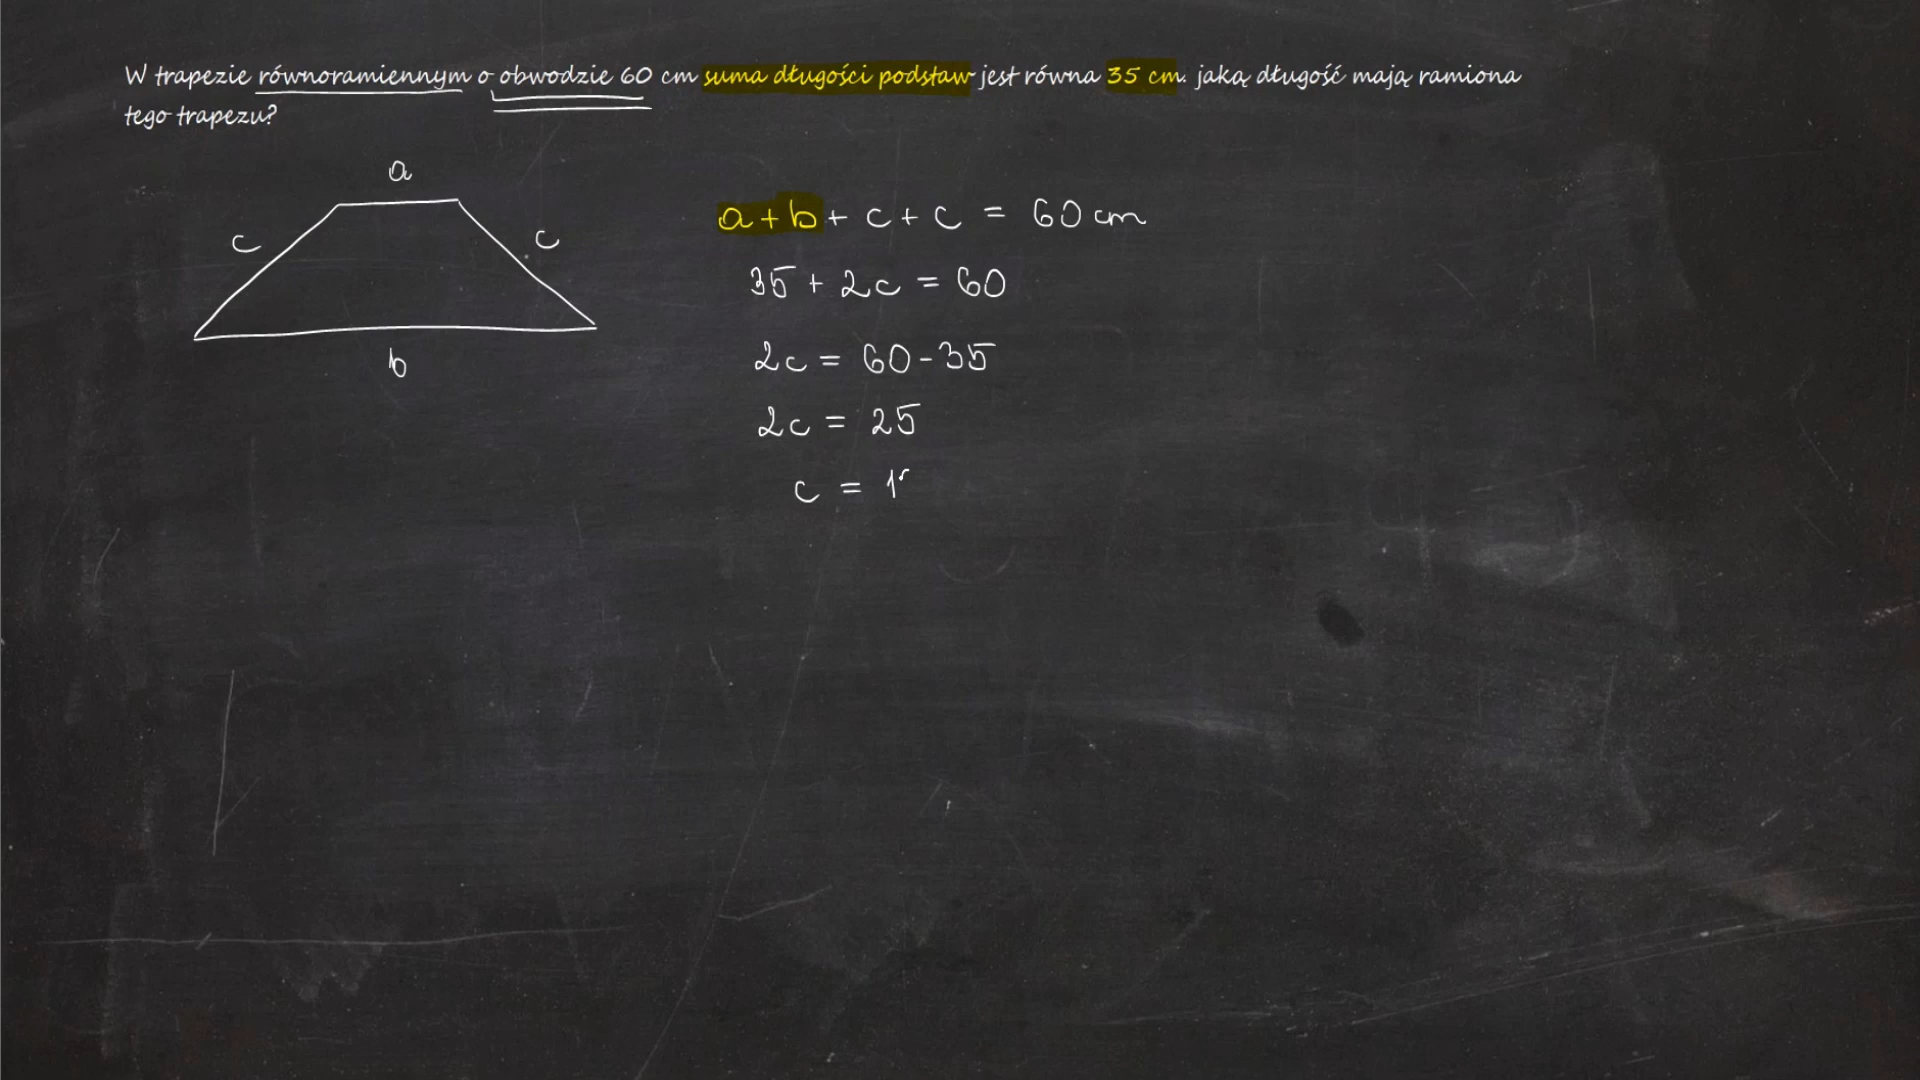 W trapezie równoramiennym o obwodzie 60 cm suma długości podstaw jest równa 35 cm. jaką długość mają ramiona
tego trapezu?
a
c c
b
a + b + c + c = 60 cm
35 + 2c = 60
2c = 60 - 35
2c = 25
c = 1